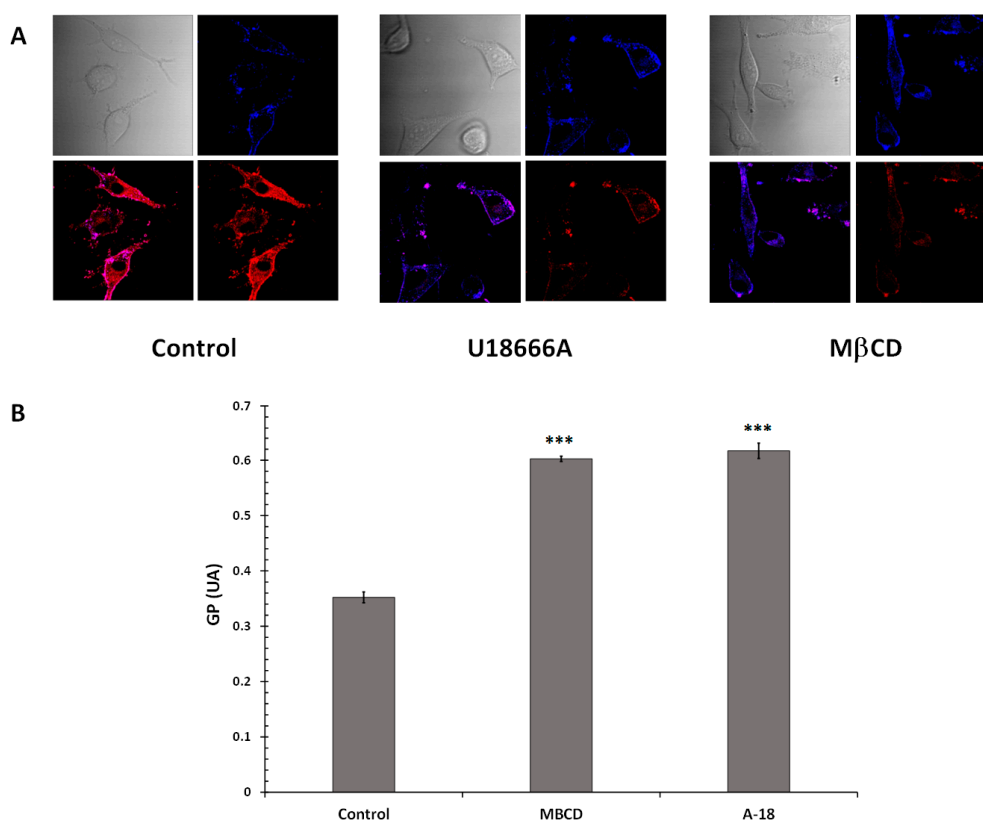 A
Control
U18666A
MβCD
B
0.7
0.6
0.5
0.4
0.3
0.2
0.1
0
GP (UA)
***
***
Control
MBCD
A-18